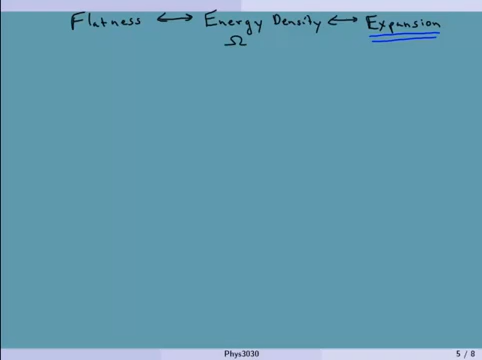 Flatness ⟷ Energy Density ⟷ Expansion
Ω
Phys3030 5 / 8